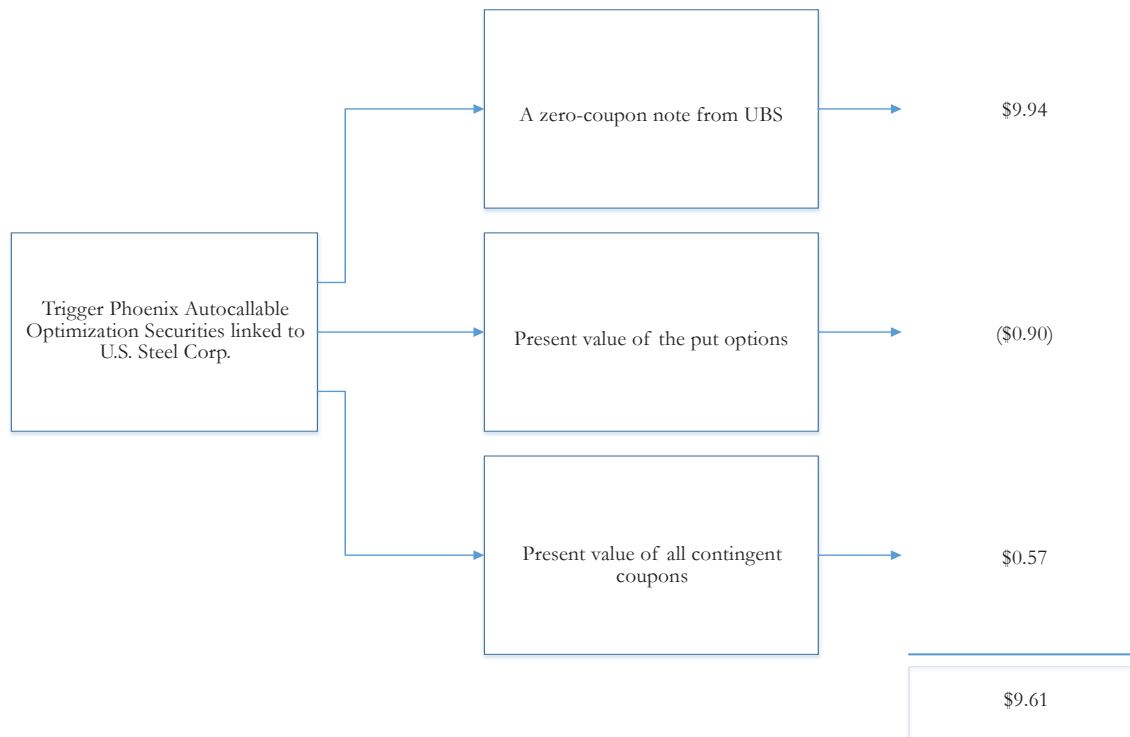 A zero-coupon note from UBS
$9.94
Trigger Phoenix Autocallable
Optimization Securities linked to
U.S. Steel Corp.
Present value of the put options
($0.90)
Present value of all contingent
coupons
$0.57
$9.61